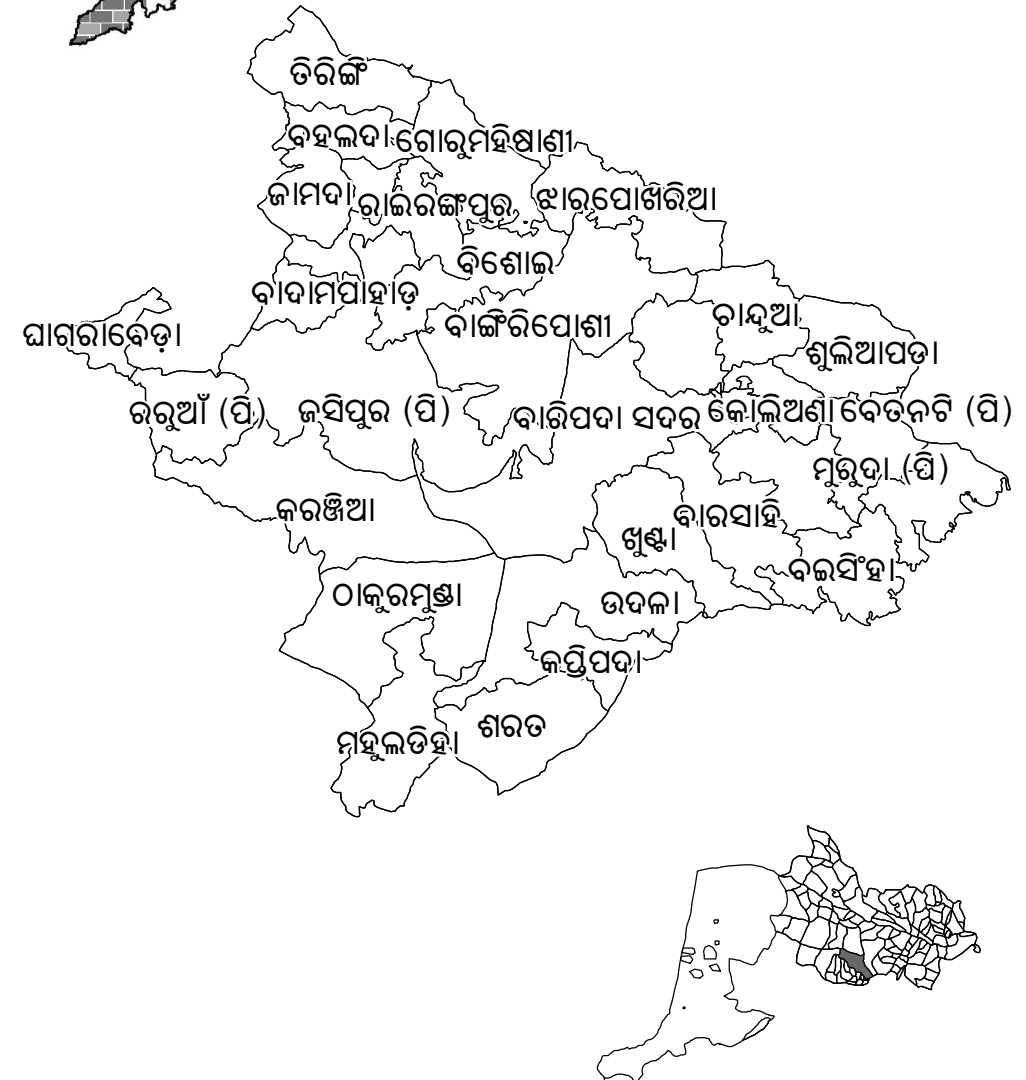 ତିରିଙ୍ଗି
ବହଲଦା
ଗୋରୁମହିଷାଣୀ
ଜାମଦା
ରାଇରଙ୍ଗପୁର
ଝାରପୋଖରିଆ
ବିଶୋଇ
ବାଦାମପାହାଡ଼
ବାଙ୍ଗିରିପୋଶୀ
ଚାନ୍ଦୁଆ
ଘାଗରାବେଡ଼ା
ଶୁଲିଆପଡା
ରରୁଆଁ (ପି)
ଜସିପୁର (ପି)
ବାରିପଦା ସଦର
କୋଲିଅଣା
ବେତନଟି (ପି)
ମୁରୁଦା (ପି)
କରଞ୍ଜିଆ
ବାରସାହି
ଖୁଣ୍ଟା
ବଇସିଂହା
ଠାକୁରମୁଣ୍ଡା
ଉଦଳା
କପ୍ତିପଦା
ଶରତ
ମହୁଲଡିହା